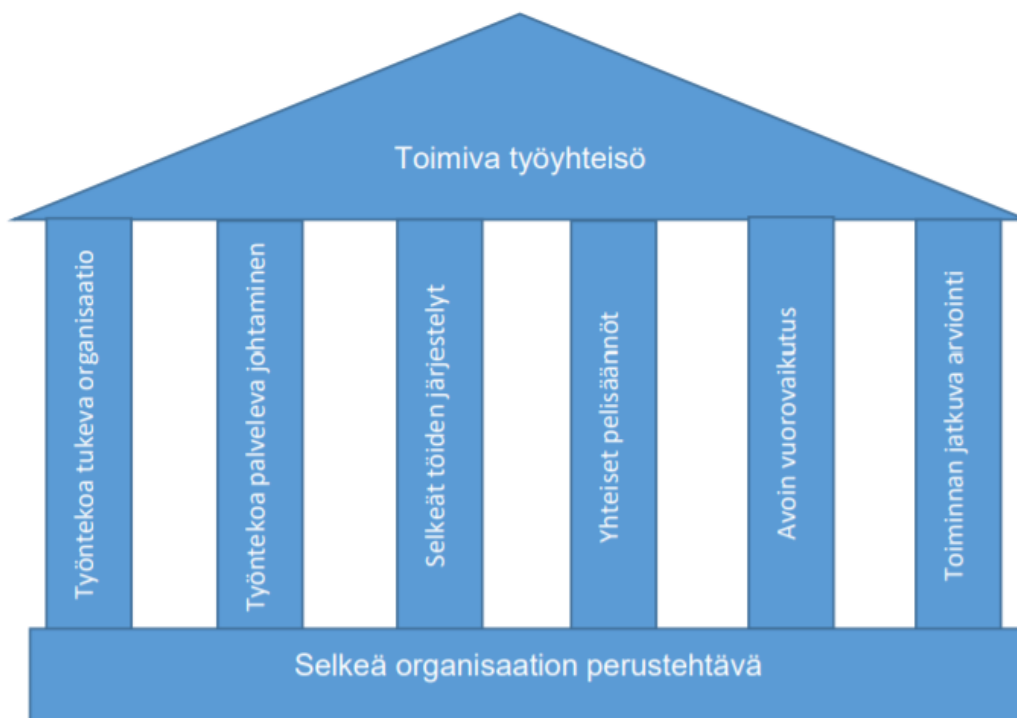 Toimiva työyhteisö
Työntekoa tukeva organisaatio
Työntekoa palveleva johtaminen
Selkeät töiden järjestelyt
Yhteiset pelisäännöt
Avoin vuorovaikutus
Toiminnan jatkuva arviointi
Selkeä organisaation perustehtävä